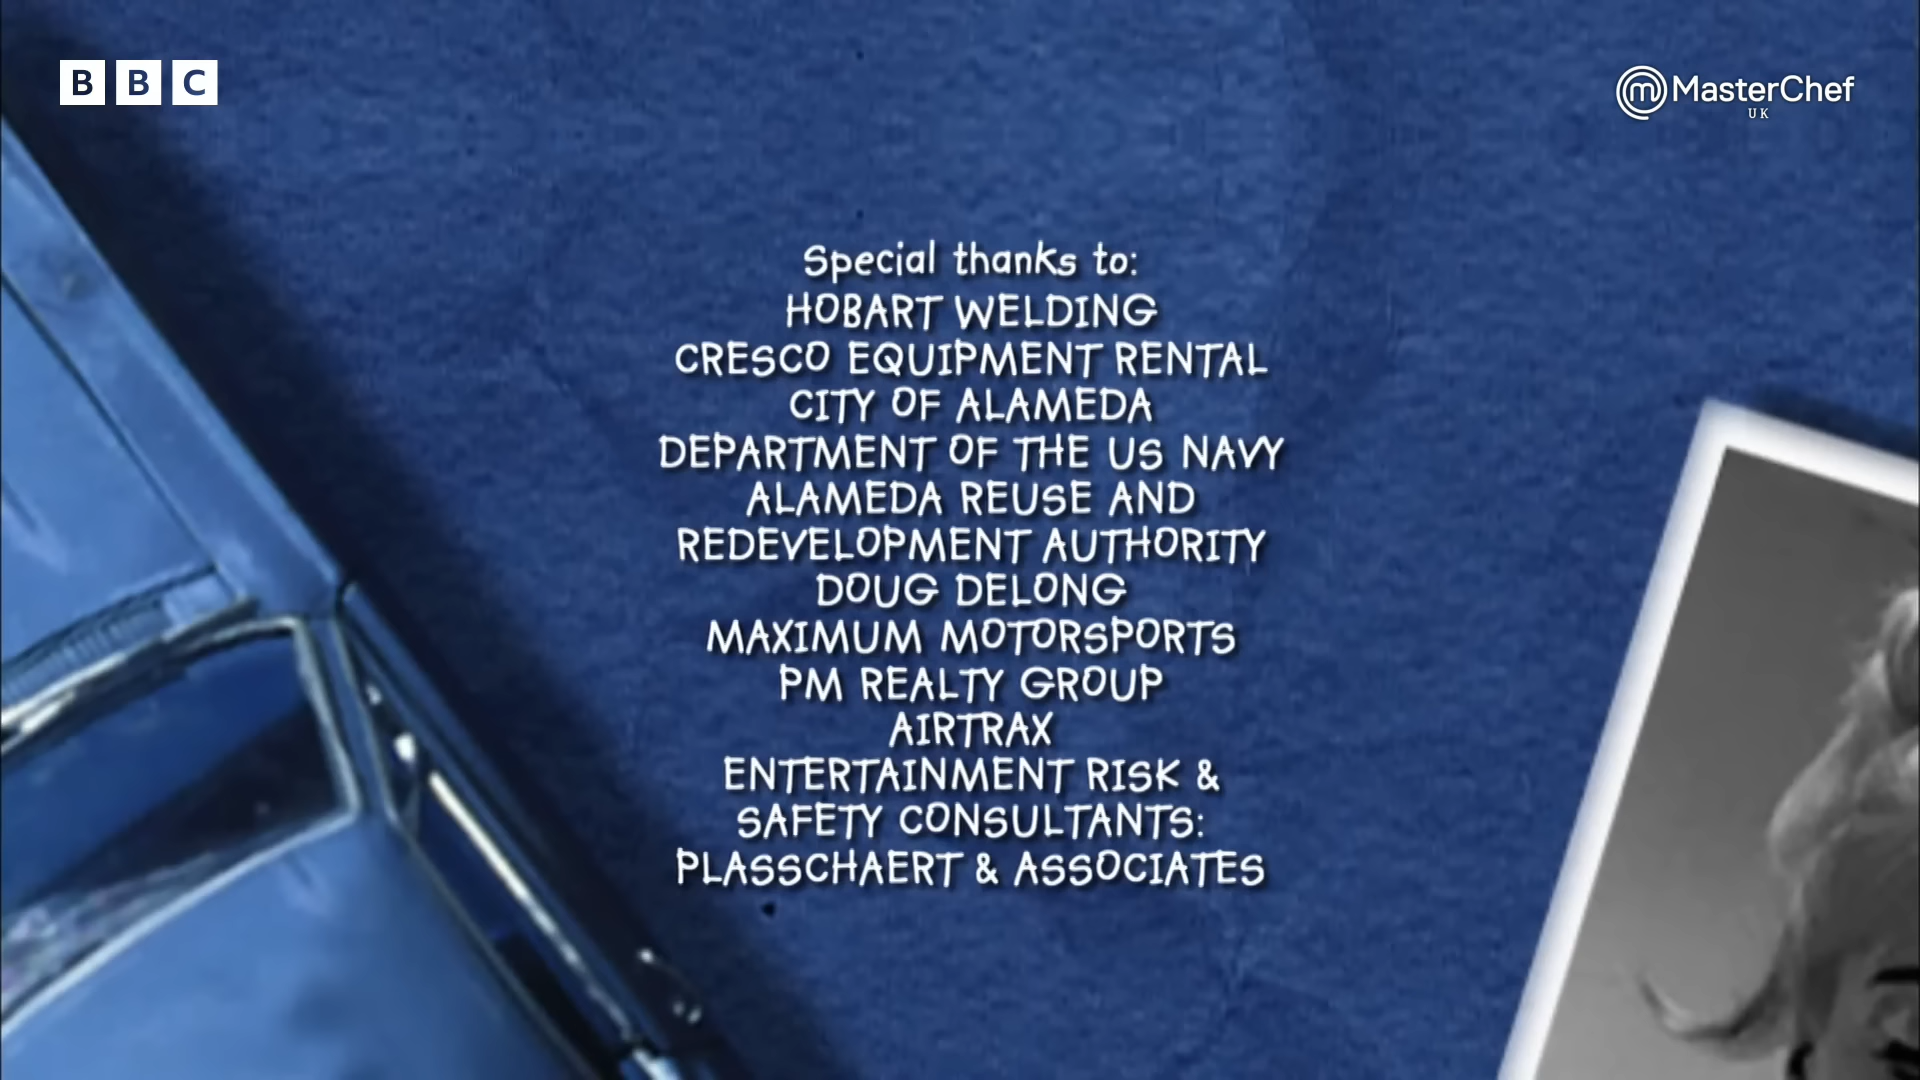 BBC
MasterChef
UK
Special thanks to:
HOBART WELDING
CRESCO EQUIPMENT RENTAL
CITY OF ALAMEDA
DEPARTMENT OF THE US NAVY
ALAMEDA REUSE AND
REDEVELOPMENT AUTHORITY
DOUG DELONG
MAXIMUM MOTORSPORTS
PM REALTY GROUP
AIRTRAX
ENTERTAINMENT RISK &
SAFETY CONSULTANTS:
PLASSCHAERT & ASSOCIATES